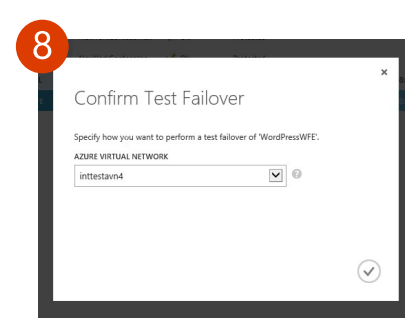 8
×
Confirm Test Failover
Specify how you want to perform a test failover of 'WordPressWFE'.
AZURE VIRTUAL NETWORK
inttestavn4
?